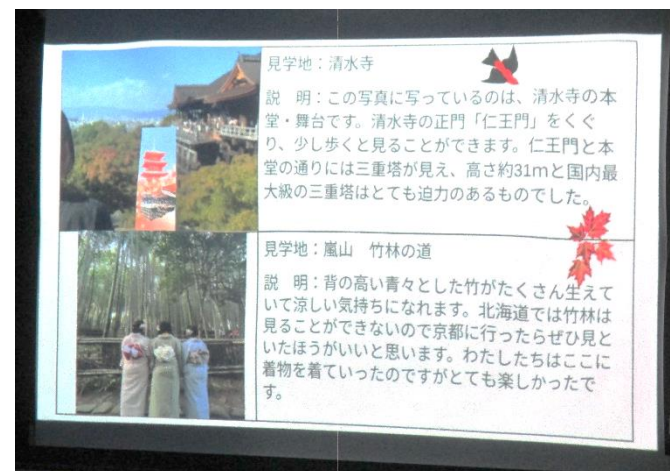 見学地：清水寺
説　明：この写真に写っているのは、清水寺の本
堂・舞台です。清水寺の正門「仁王門」をくぐ
り、少し歩くと見ることができます。仁王門と本
堂の通りには三重塔が見え、高さ約31mと国内最
大級の三重塔はとても迫力のあるものでした。
見学地：嵐山　竹林の道
説　明：背の高い青々とした竹がたくさん生えて
いて涼しい気持ちになれます。北海道では竹林は
見ることができないので京都に行ったらぜひ見と
いたほうがいいと思います。わたしたちはここに
着物を着ていったのですがとても楽しかったで
す。